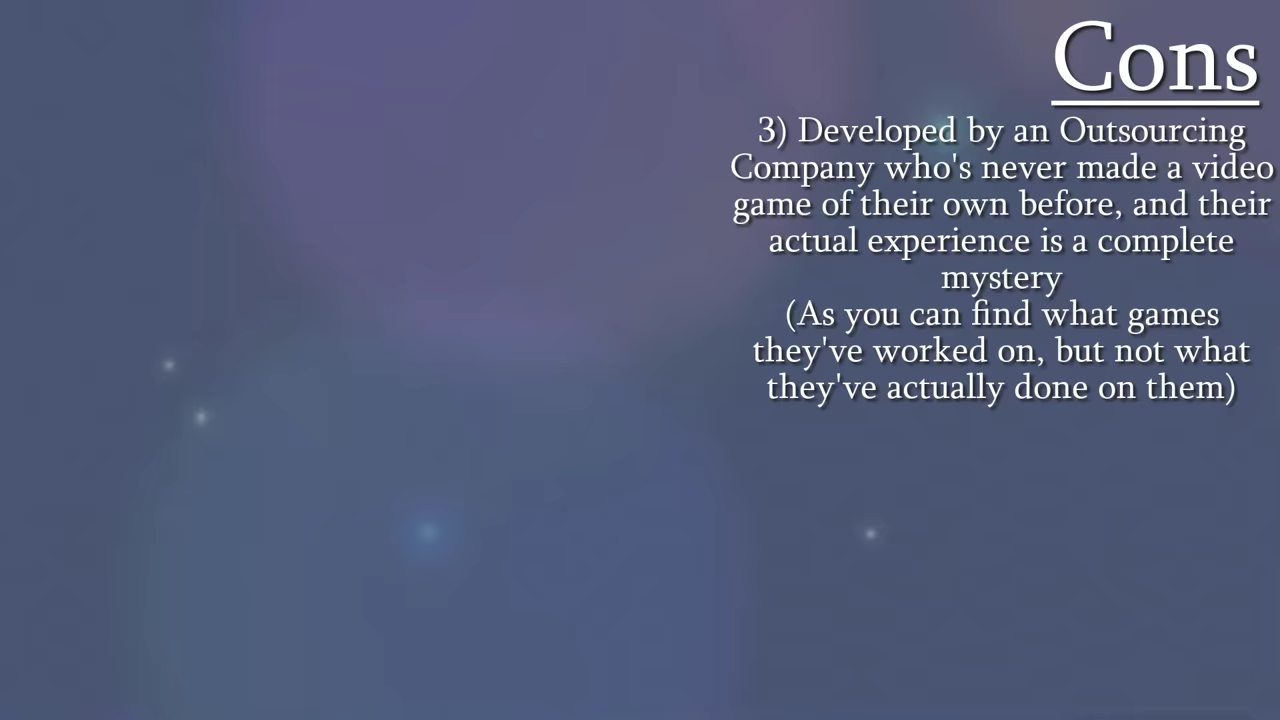 Cons
3) Developed by an Outsourcing
Company who's never made a video
game of their own before, and their
actual experience is a complete
mystery
(As you can find what games
they've worked on, but not what
they've actually done on them)